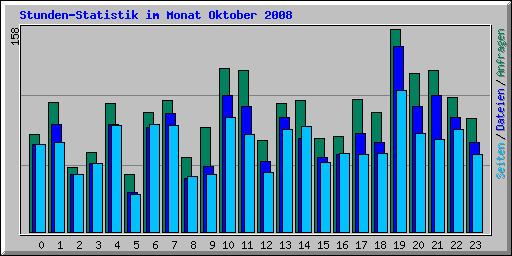 Stunden-Statistik im Monat Oktober 2008
158
Seiten / Dateien / Anfragen
0 1 2 3 4 5 6 7 8 9 10 11 12 13 14 15 16 17 18 19 20 21 22 23